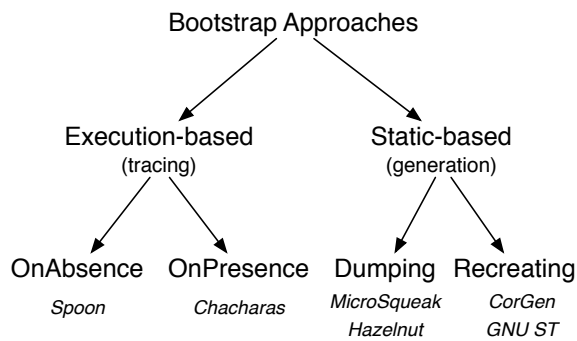 Bootstrap Approaches
Execution-based
(tracing)
Static-based
(generation)
OnAbsence
Spoon
OnPresence
Chacharas
Dumping
MicroSqueak
Hazelnut
Recreating
CorGen
GNU ST